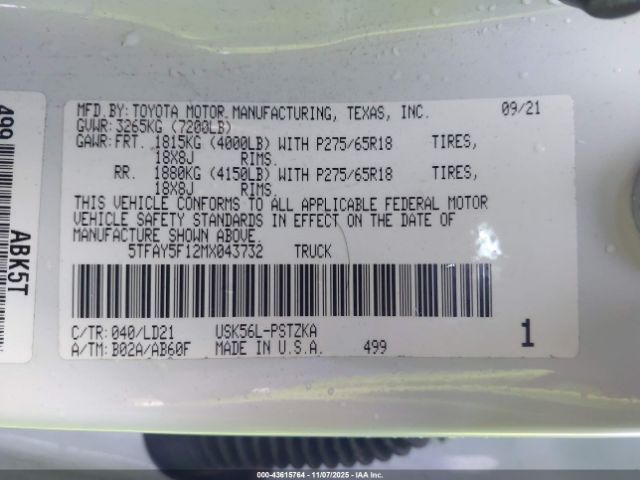 MFD BY: TOYOTA MOTOR MANUFACTURING, TEXAS, INC. 09/21
GVWR: 3265KG (7200LB)
GAWR: FRT. 1815KG (4000LB) WITH P275/65R18 TIRES,
18X8J RIMS.
RR. 1880KG (4150LB) WITH P275/65R18 TIRES,
18X8J RIMS.
THIS VEHICLE CONFORMS TO ALL APPLICABLE FEDERAL MOTOR
VEHICLE SAFETY STANDARDS IN EFFECT ON THE DATE OF
MANUFACTURE SHOWN ABOVE.
5TFAY5F12MX043732 TRUCK
C/TR: 040/LD21 USK56L-PSTZKA
A/TM: B02A/AB60F MADE IN U.S.A. 499 1
499
ABK5T
000-43615764 - 11/07/2025 - IAA Inc.